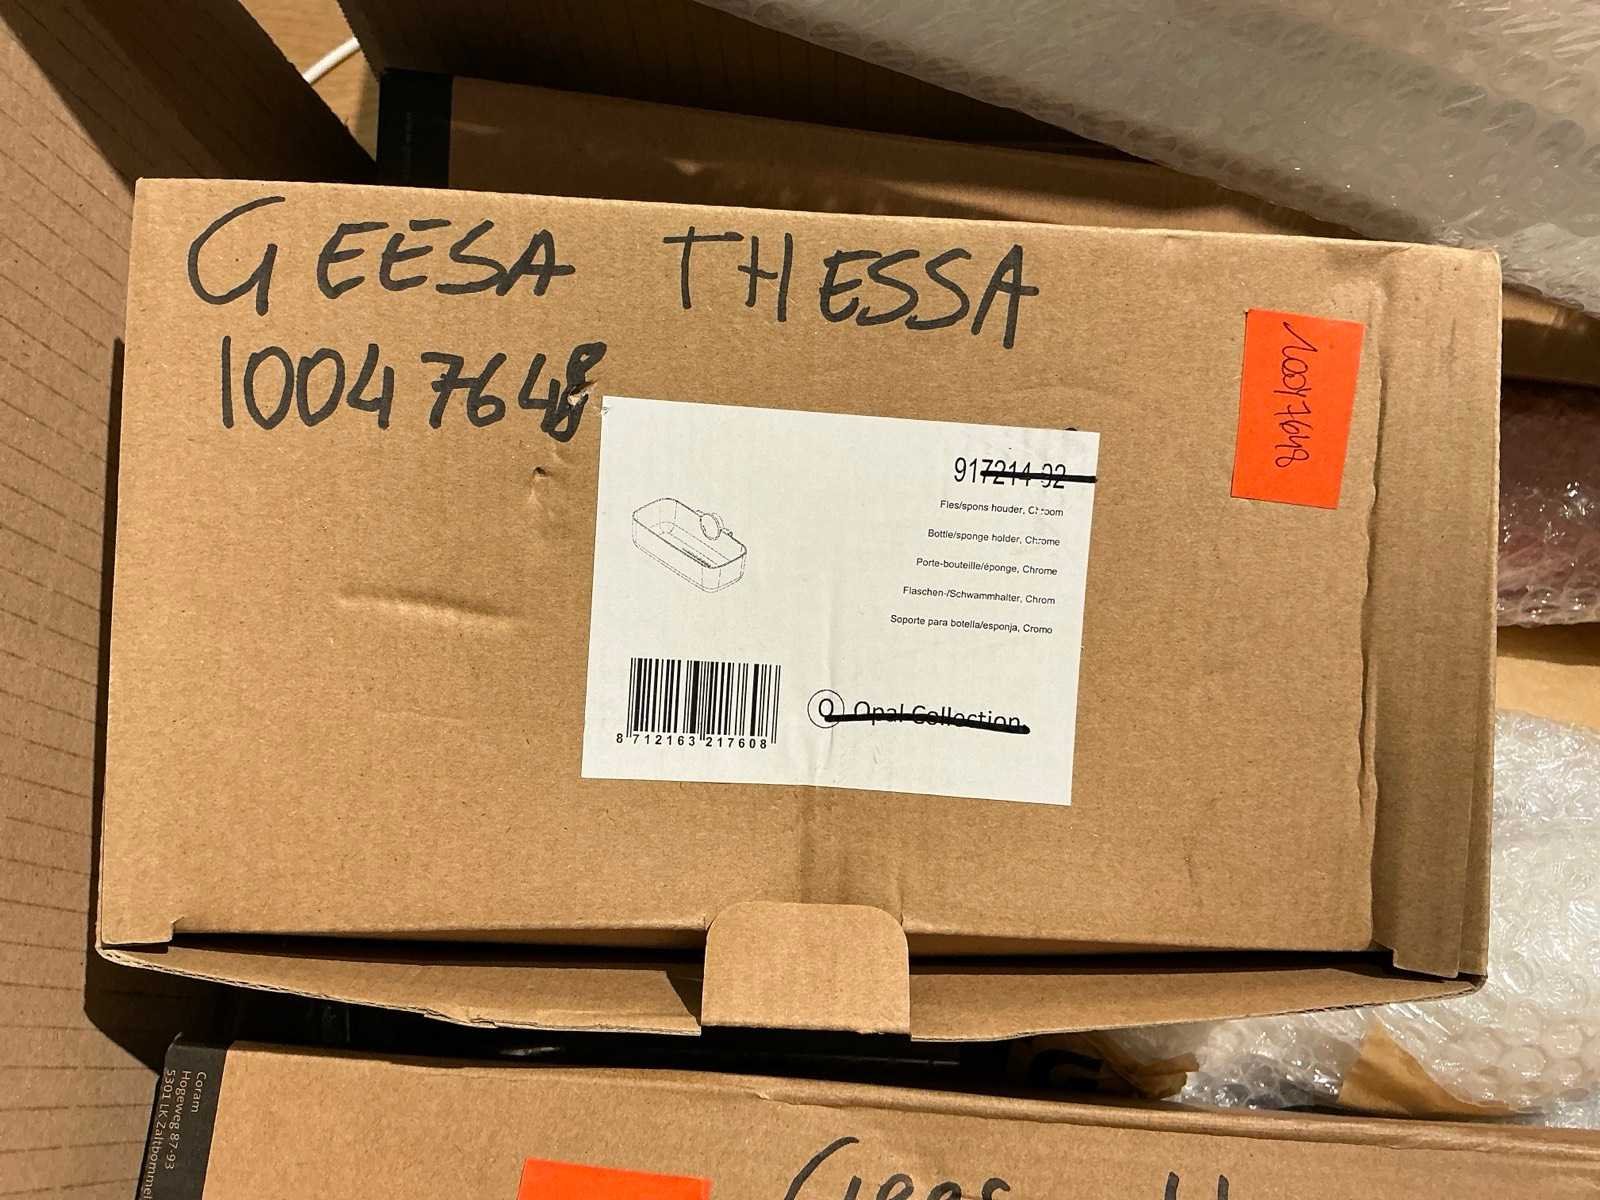 GEESA THESSA
10047648
10047648
917214-92
Fles/spons houder, Chroom
Bottle/sponge holder, Chrome
Porte-bouteille/éponge, Chrome
Flaschen-/Schwammhalter, Chrom
Soporte para botella/esponja, Cromo
8 712163 217608
O Opal Collection
Coram
Hogeweg 87-93
5301 LK Zaltbommel